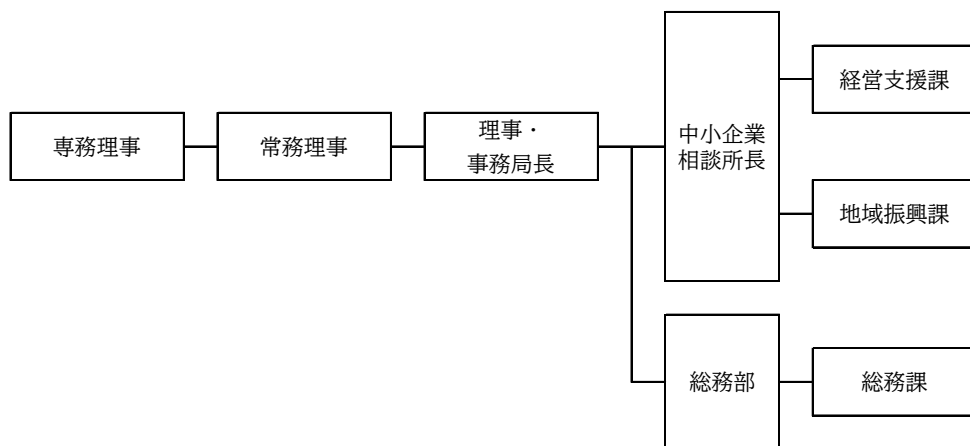 専務理事
常務理事
理事・
事務局長
中小企業
相談所長
経営支援課
地域振興課
総務部
総務課